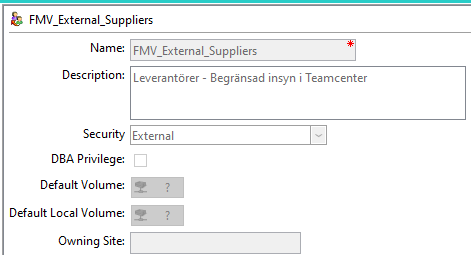 FMV_External_Suppliers
Name: FMV_External_Suppliers *
Description: Leverantörer - Begränsad insyn i Teamcenter
Security External
DBA Privilege:
Default Volume: ?
Default Local Volume: ?
Owning Site: